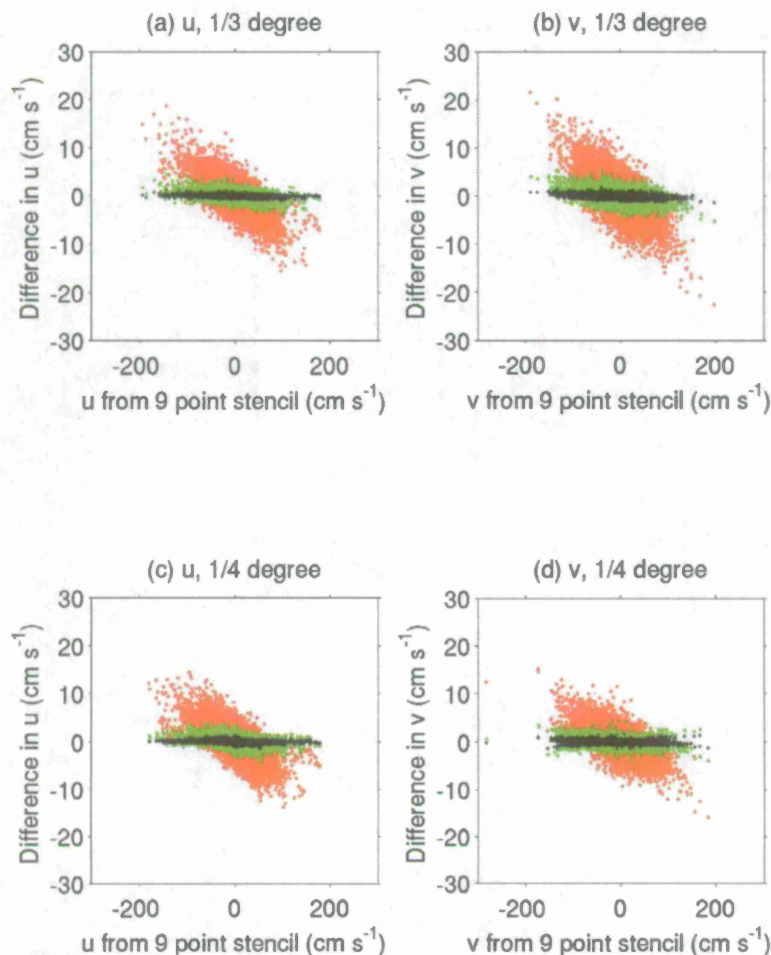 (a) u, 1/3 degree
30
20
10
0
-10
-20
-30
Difference in u (cm s⁻¹)
-200 0 200
u from 9 point stencil (cm s⁻¹)
(b) v, 1/3 degree
30
20
10
0
-10
-20
-30
Difference in v (cm s⁻¹)
-200 0 200
v from 9 point stencil (cm s⁻¹)
(c) u, 1/4 degree
30
20
10
0
-10
-20
-30
Difference in u (cm s⁻¹)
-200 0 200
u from 9 point stencil (cm s⁻¹)
(d) v, 1/4 degree
30
20
10
0
-10
-20
-30
Difference in v (cm s⁻¹)
-200 0 200
v from 9 point stencil (cm s⁻¹)